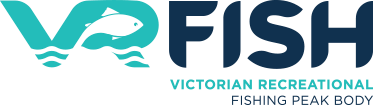 VRFISH
VICTORIAN RECREATIONAL
FISHING PEAK BODY